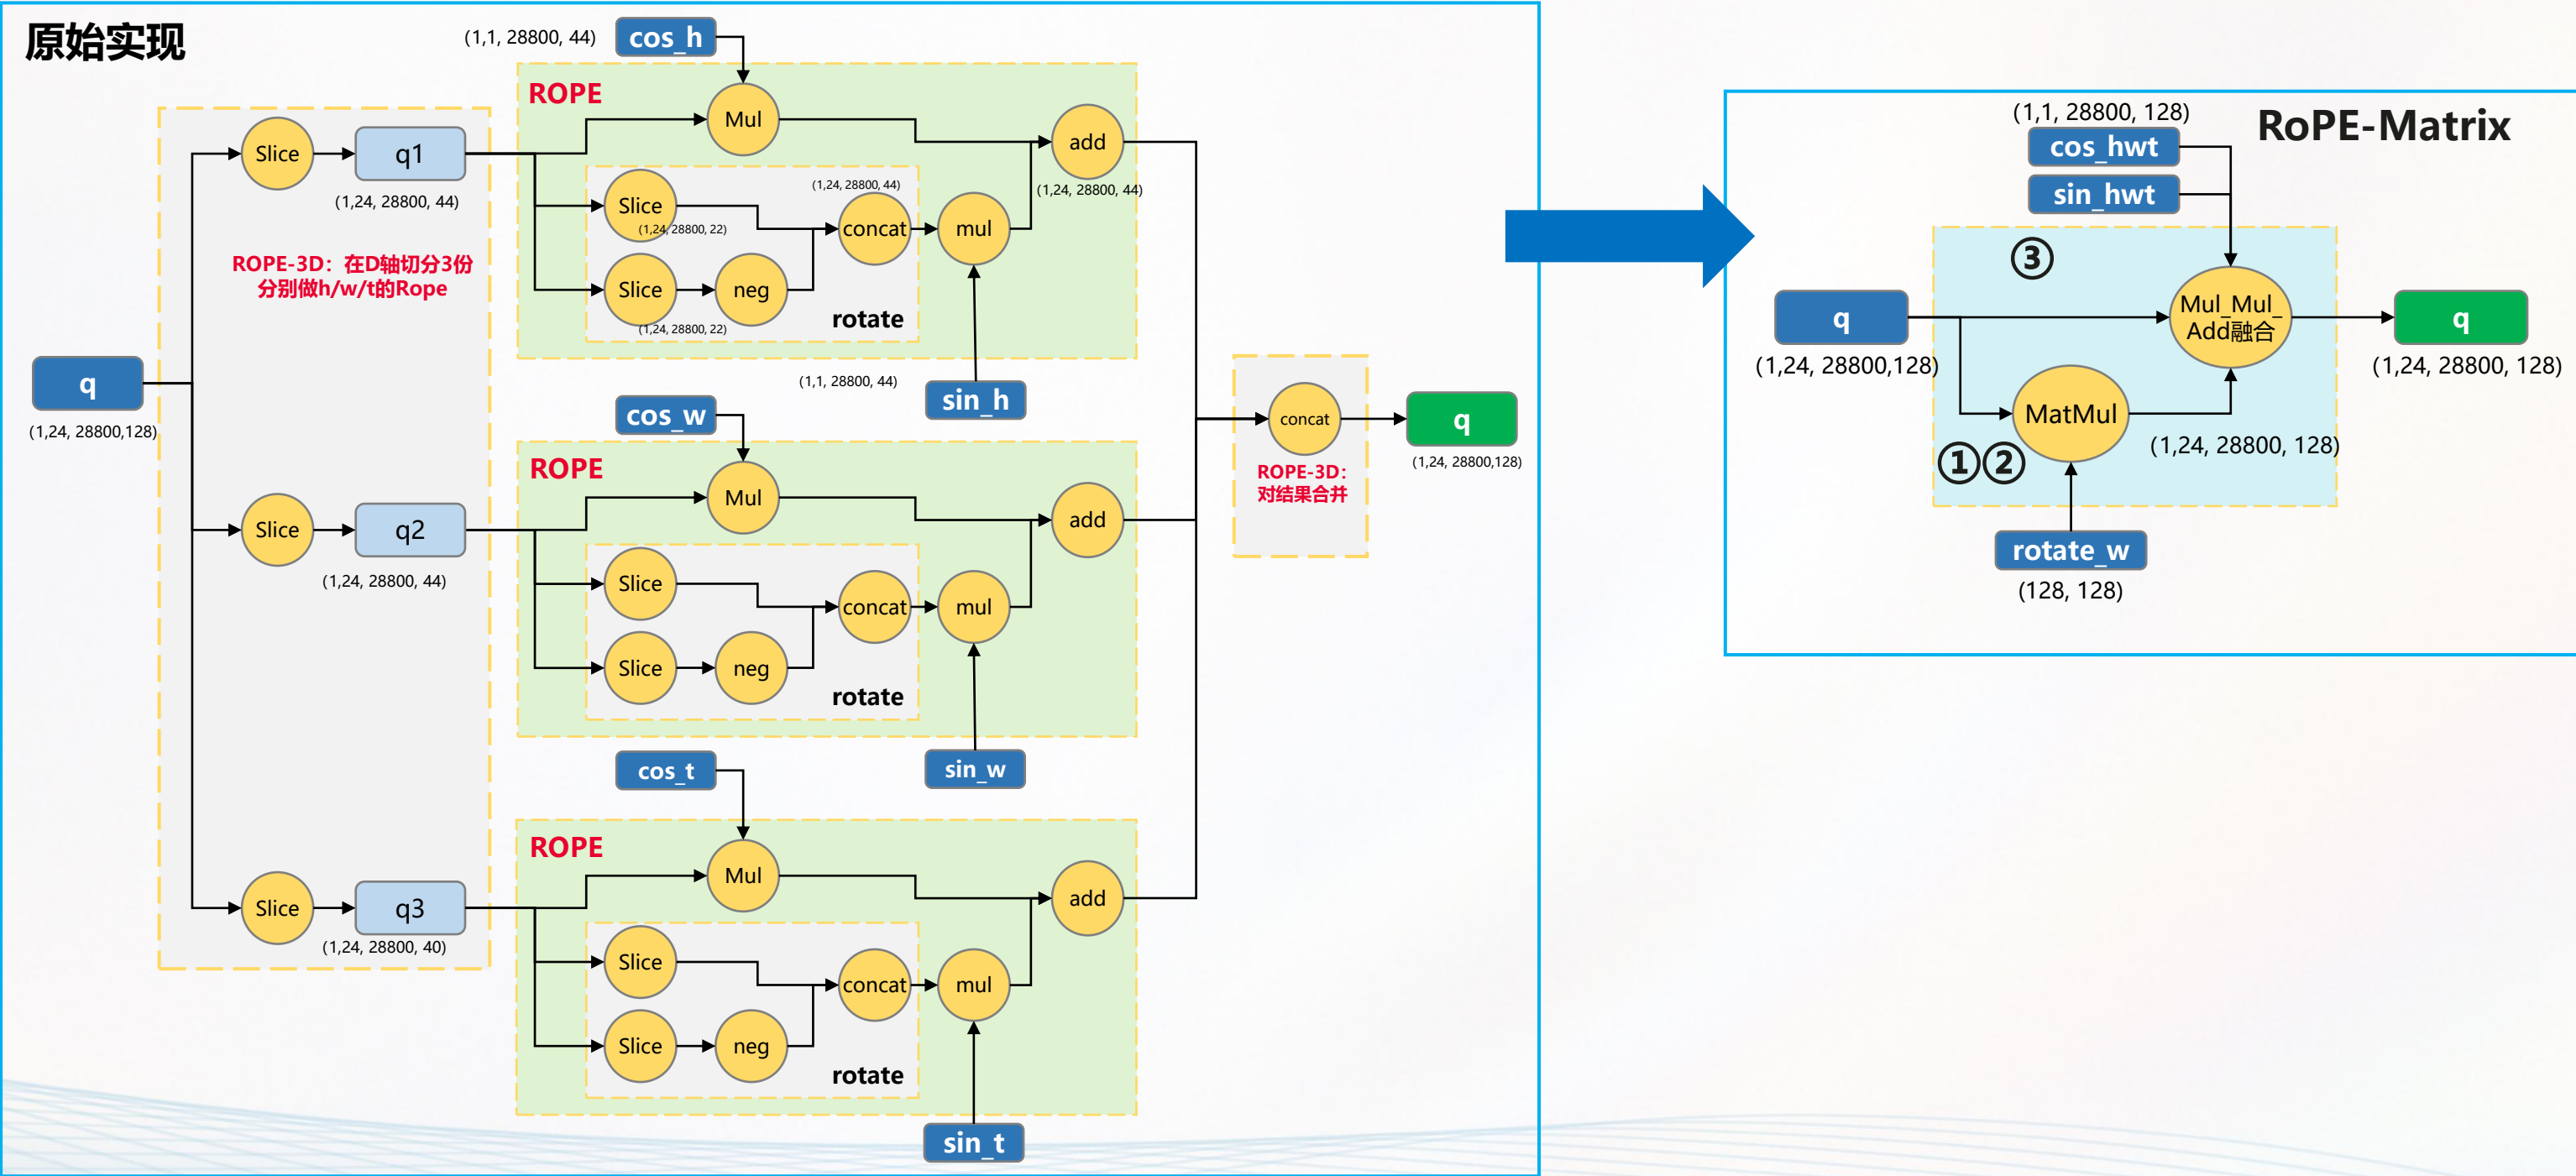 原始实现
(1,1, 28800, 44)
cos_h
ROPE
Mul
add
(1,24, 28800, 44)
Slice
q1
(1,24, 28800, 44)
Slice
(1,24, 28800, 22)
(1,24, 28800, 44)
concat
mul
Slice
neg
(1,24, 28800, 22)
rotate
ROPE-3D：在D轴切分3份
分别做h/w/t的Rope
q
(1,24, 28800,128)
(1,1, 28800, 44)
sin_h
cos_w
ROPE
Mul
add
Slice
q2
(1,24, 28800, 44)
Slice
concat
mul
Slice
neg
rotate
sin_w
cos_t
ROPE
Mul
add
Slice
q3
(1,24, 28800, 40)
Slice
concat
mul
Slice
neg
rotate
sin_t
concat
ROPE-3D：
对结果合并
q
(1,24, 28800,128)
RoPE-Matrix
(1,1, 28800, 128)
cos_hwt
sin_hwt
③
q
(1,24, 28800,128)
Mul_Mul_
Add融合
q
(1,24, 28800, 128)
MatMul
(1,24, 28800, 128)
①②
rotate_w
(128, 128)